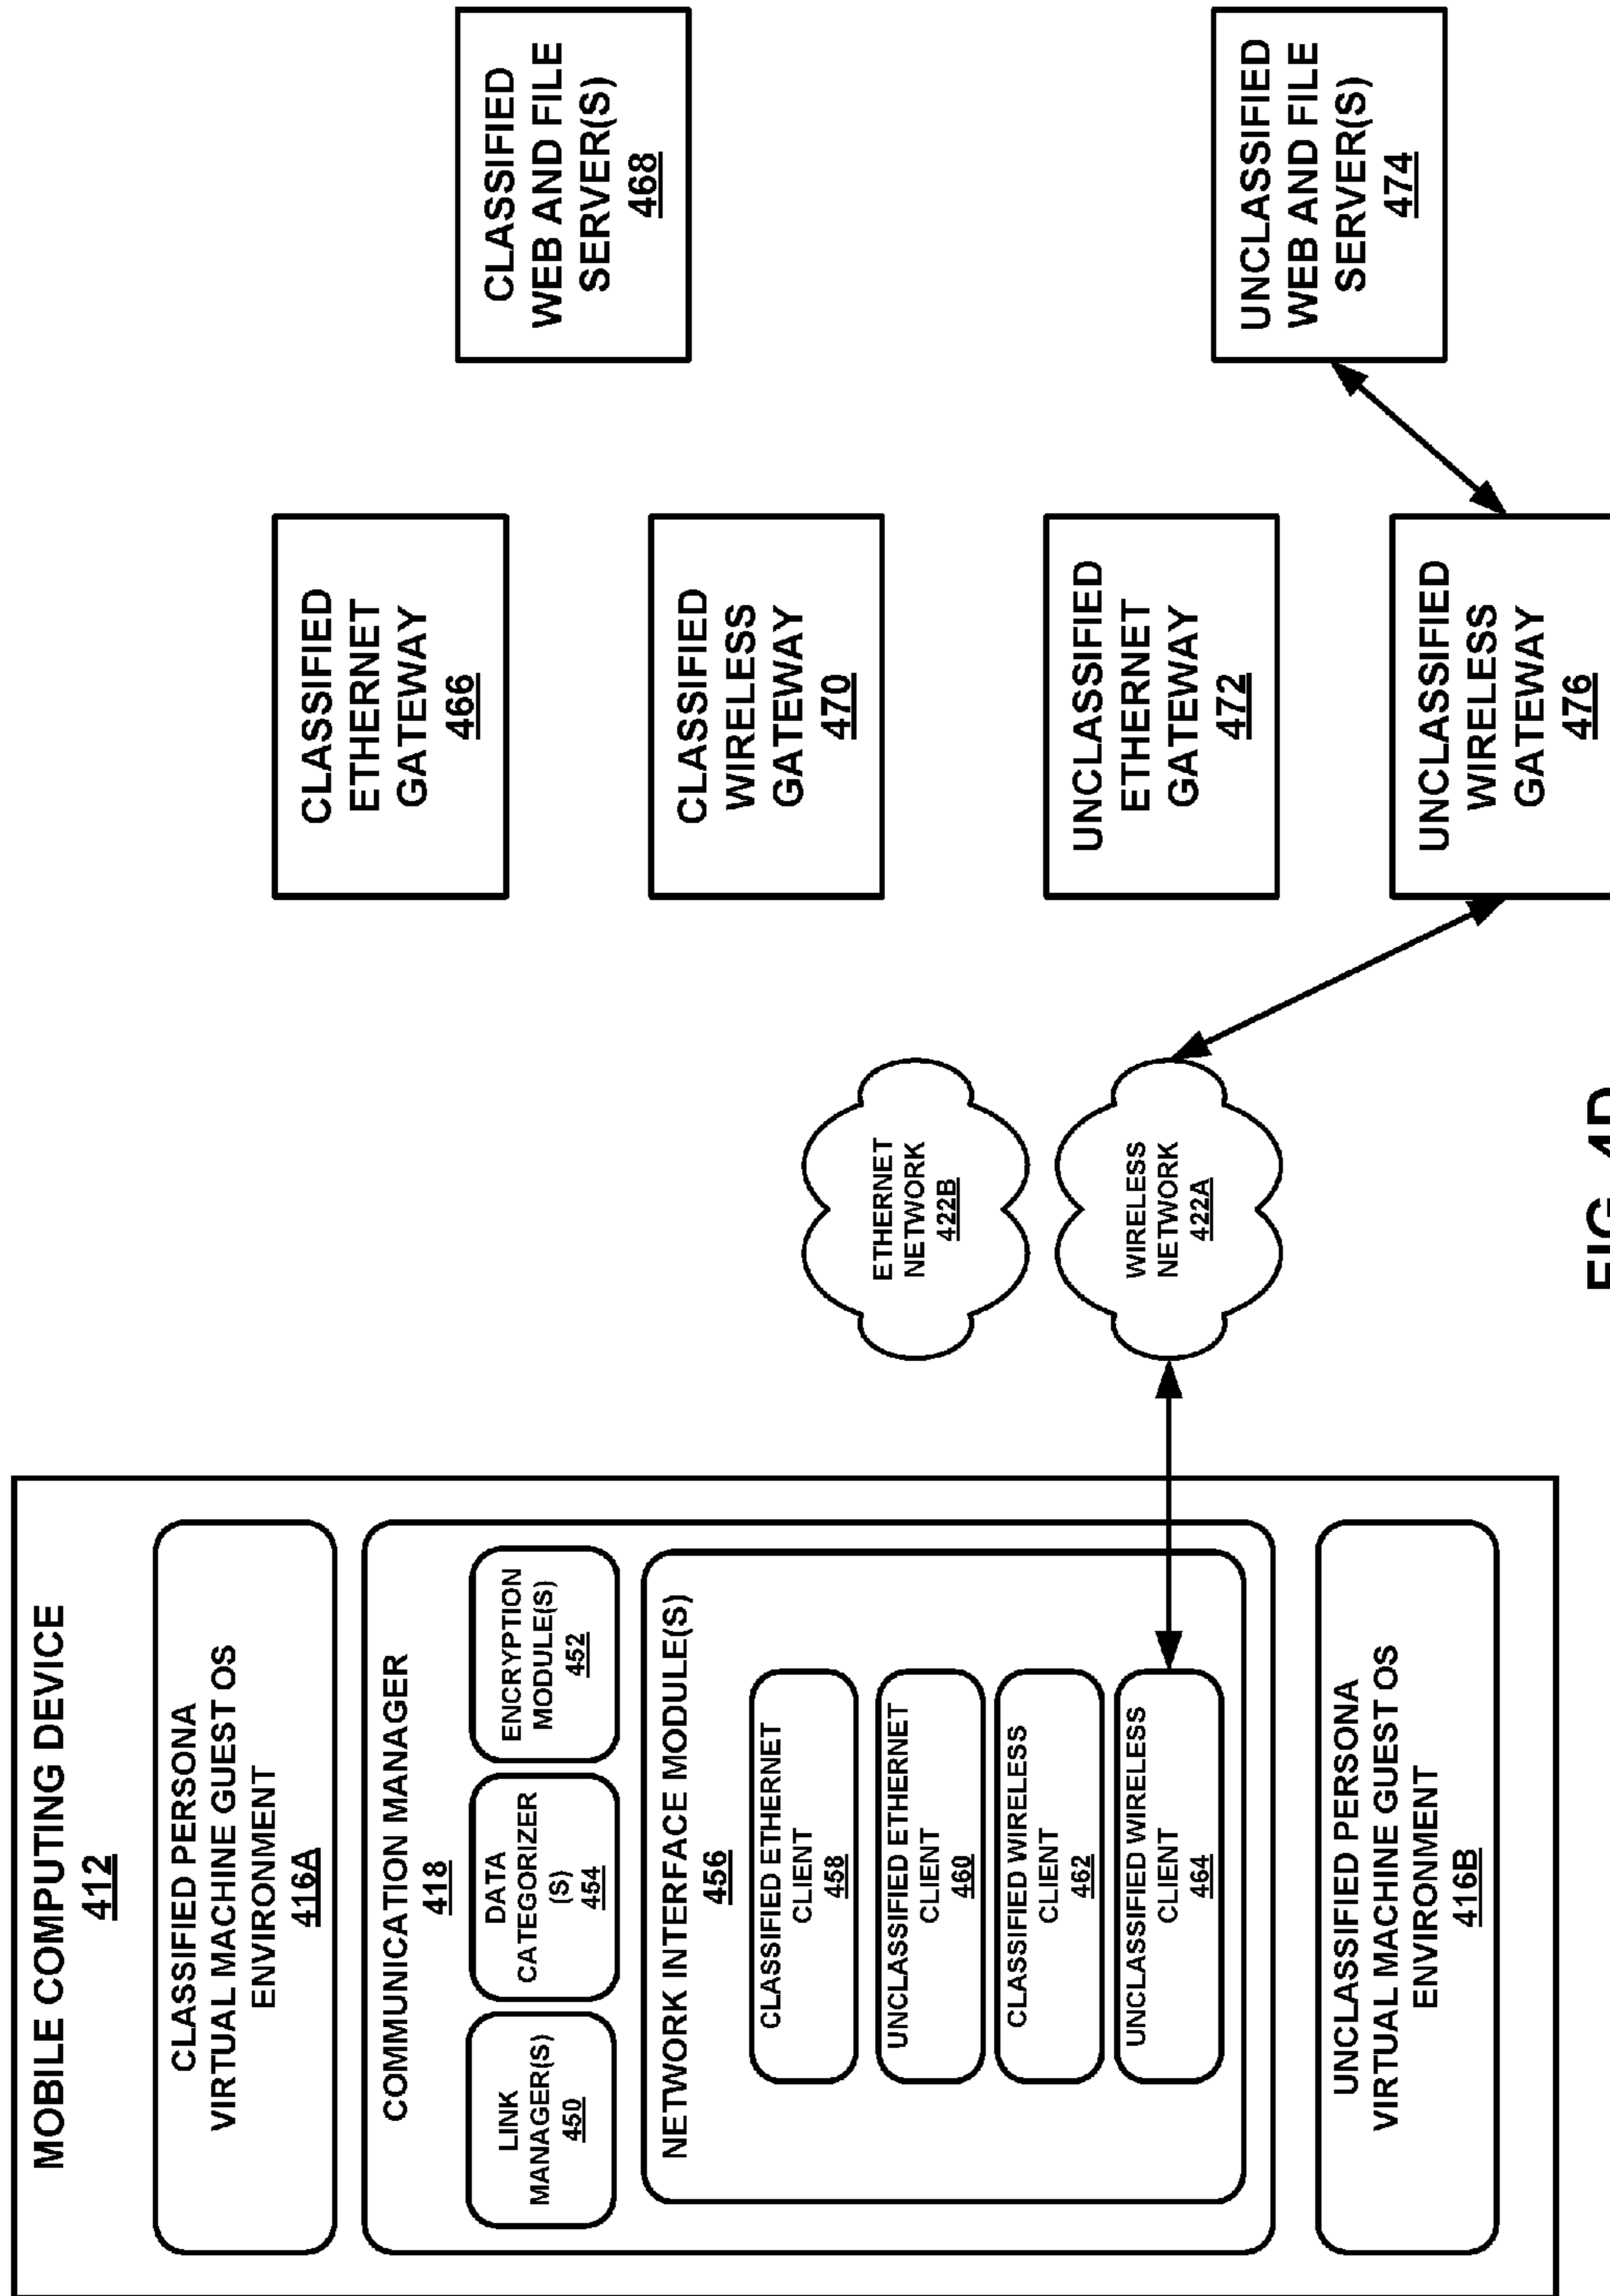 MOBILE COMPUTING DEVICE
412
CLASSIFIED PERSONA
VIRTUAL MACHINE GUEST OS
ENVIRONMENT
416A
COMMUNICATION MANAGER
418
LINK
MANAGER(S)
450
DATA
CATEGORIZER
(S)
454
ENCRYPTION
MODULE(S)
452
NETWORK INTERFACE MODULE(S)
456
CLASSIFIED ETHERNET
CLIENT
458
UNCLASSIFIED ETHERNET
CLIENT
460
CLASSIFIED WIRELESS
CLIENT
462
UNCLASSIFIED WIRELESS
CLIENT
464
UNCLASSIFIED PERSONA
VIRTUAL MACHINE GUEST OS
ENVIRONMENT
416B
ETHERNET
NETWORK
422B
WIRELESS
NETWORK
422A
CLASSIFIED
ETHERNET
GATEWAY
466
CLASSIFIED
WIRELESS
GATEWAY
470
UNCLASSIFIED
ETHERNET
GATEWAY
472
UNCLASSIFIED
WIRELESS
GATEWAY
476
CLASSIFIED
WEB AND FILE
SERVER(S)
468
UNCLASSIFIED
WEB AND FILE
SERVER(S)
474
FIG.